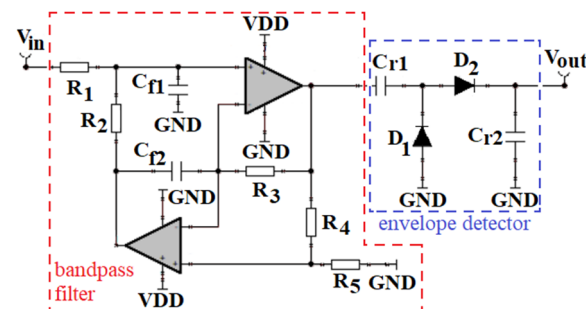 Vin
VDD
R1
Cf1
GND
R2
Cf2
GND
GND
R3
R4
VDD
R5
GND
bandpass
filter
Cr1
D2
Vout
D1
Cr2
GND
GND
envelope detector